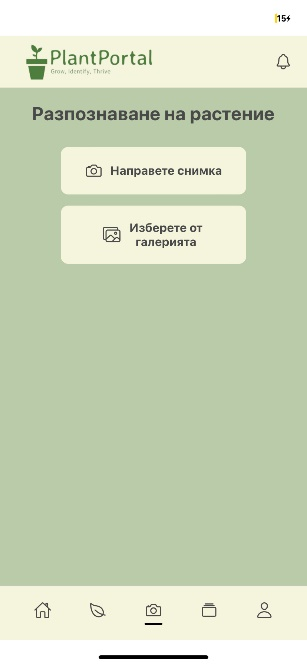 15
PlantPortal
Grow, Identify, Thrive
Разпознаване на растение
Направете снимка
Изберете от
галерията